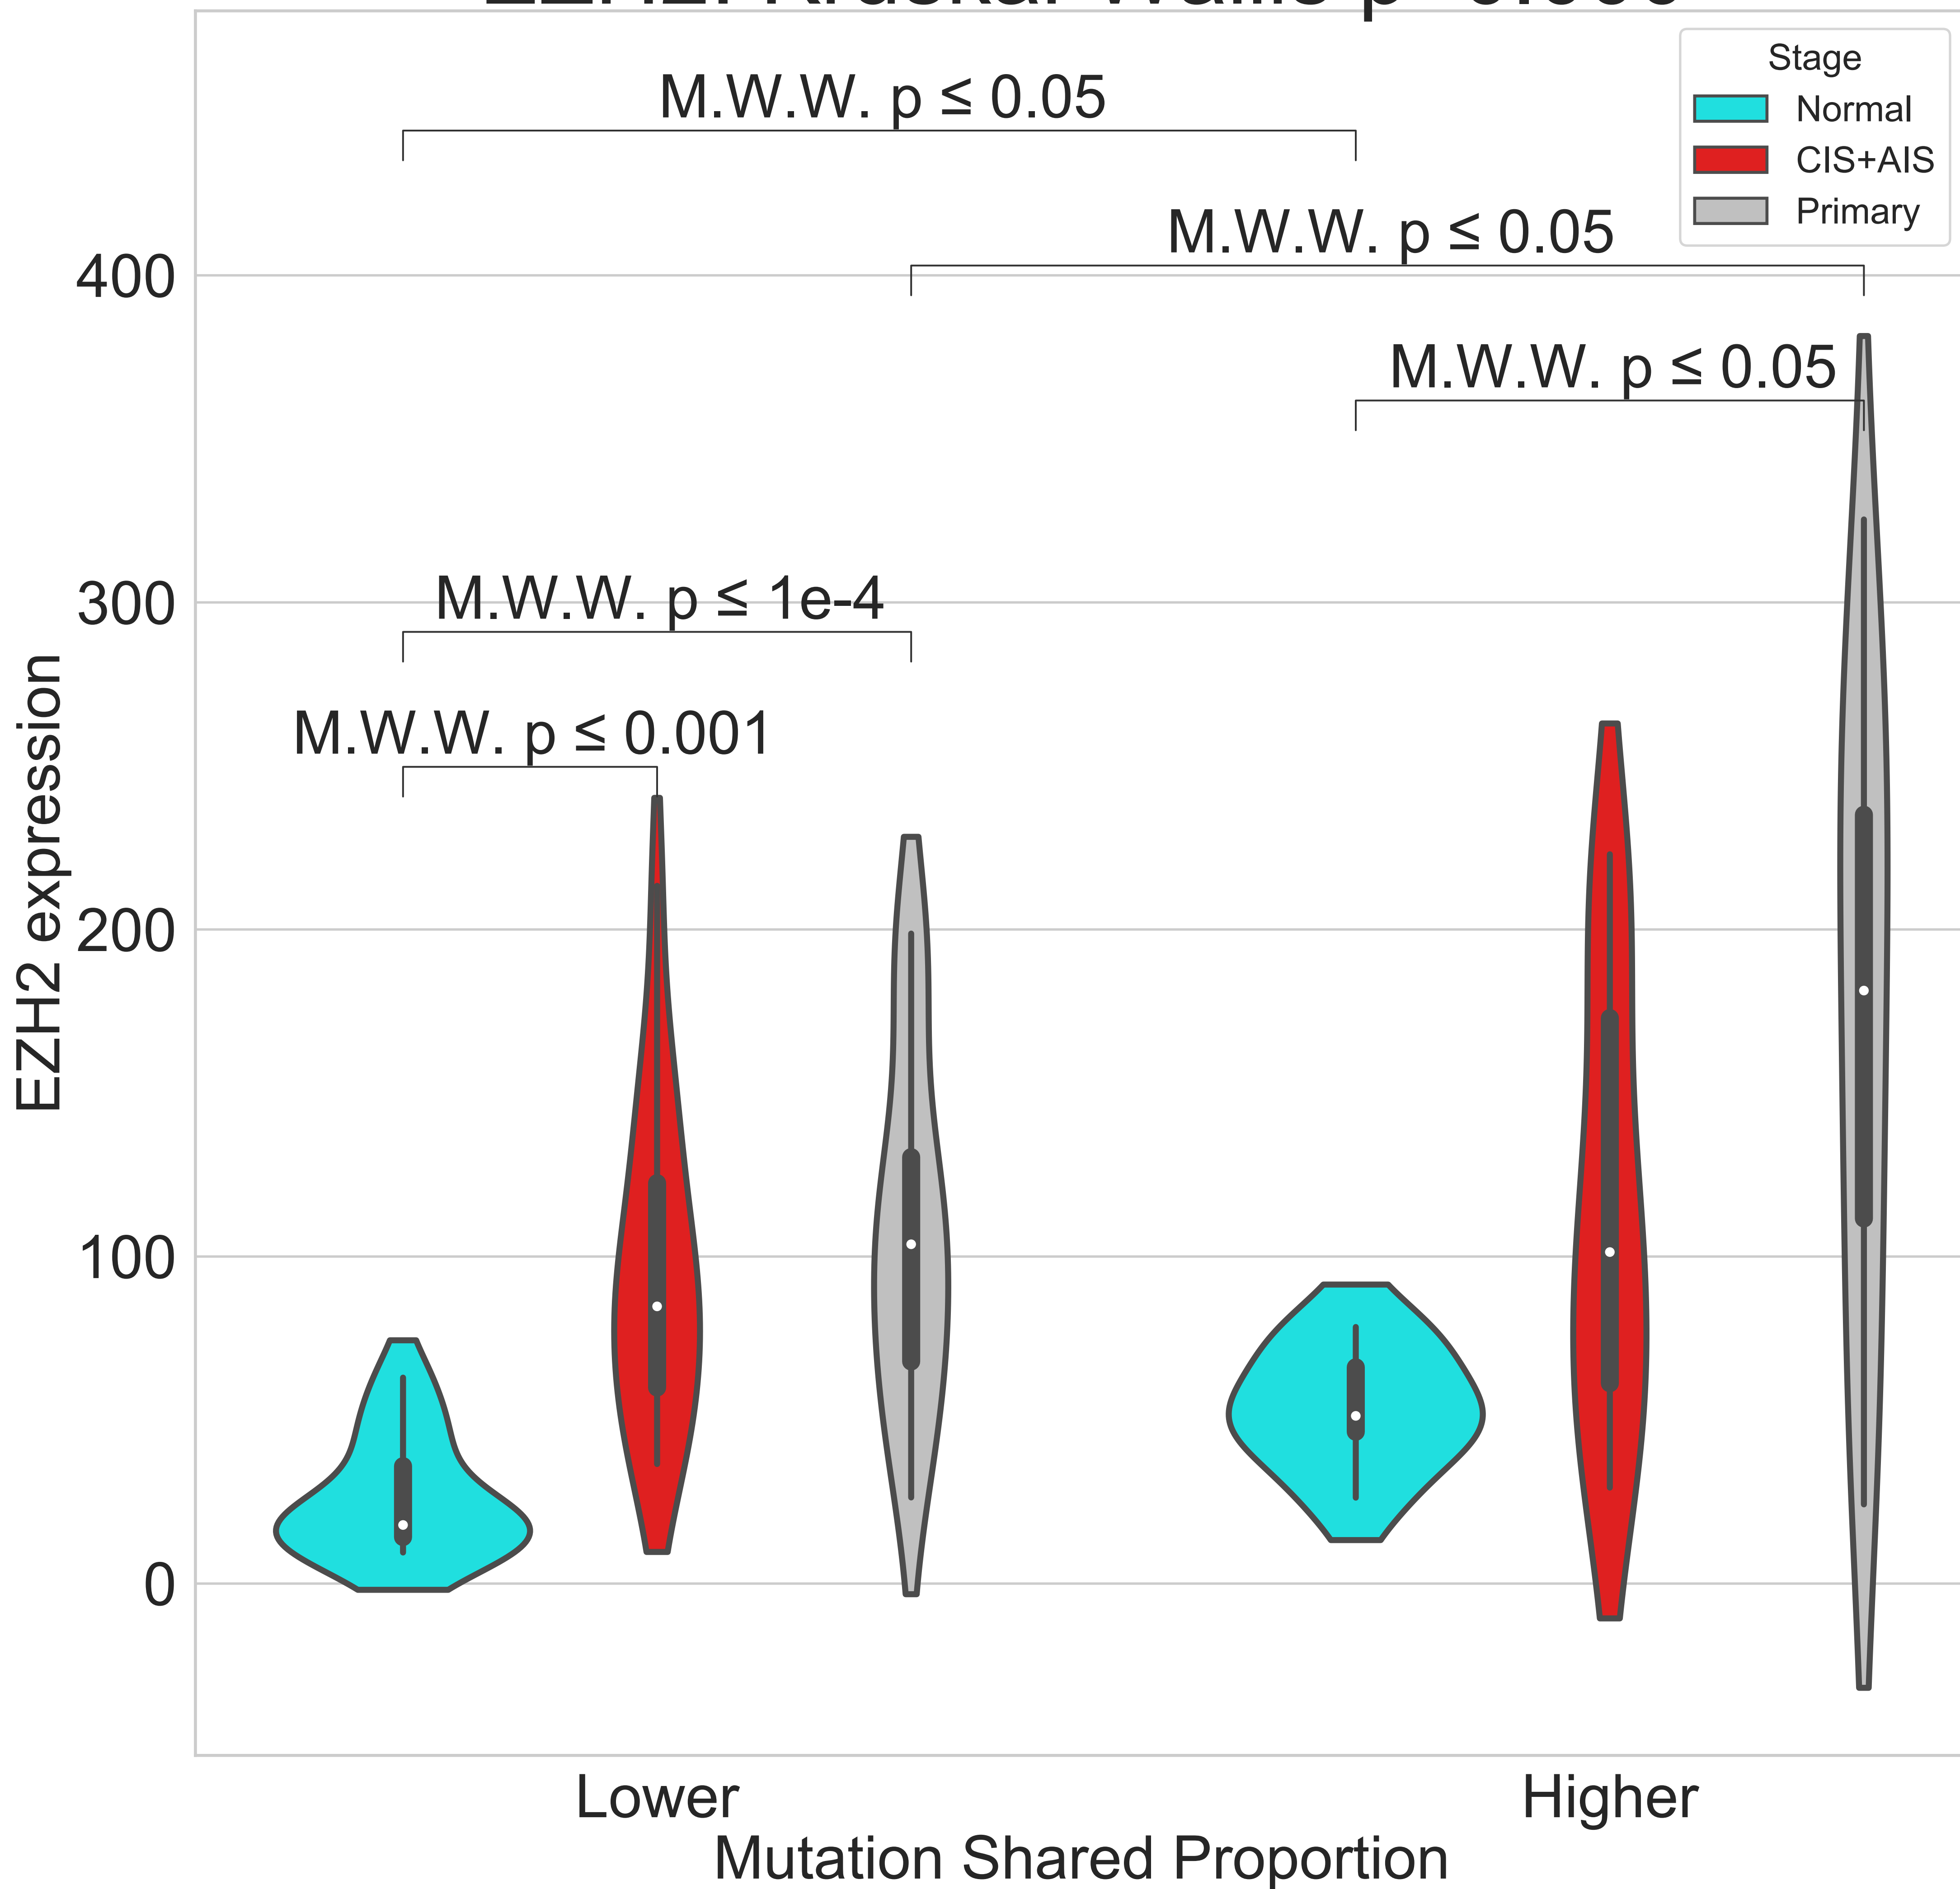 M.W.W. p ≤ 0.05
Stage
Normal
CIS+AIS
Primary
M.W.W. p ≤ 0.05
400
M.W.W. p ≤ 0.05
300
M.W.W. p ≤ 1e-4
M.W.W. p ≤ 0.001
EZH2 expression
200
100
0
Lower
Higher
Mutation Shared Proportion